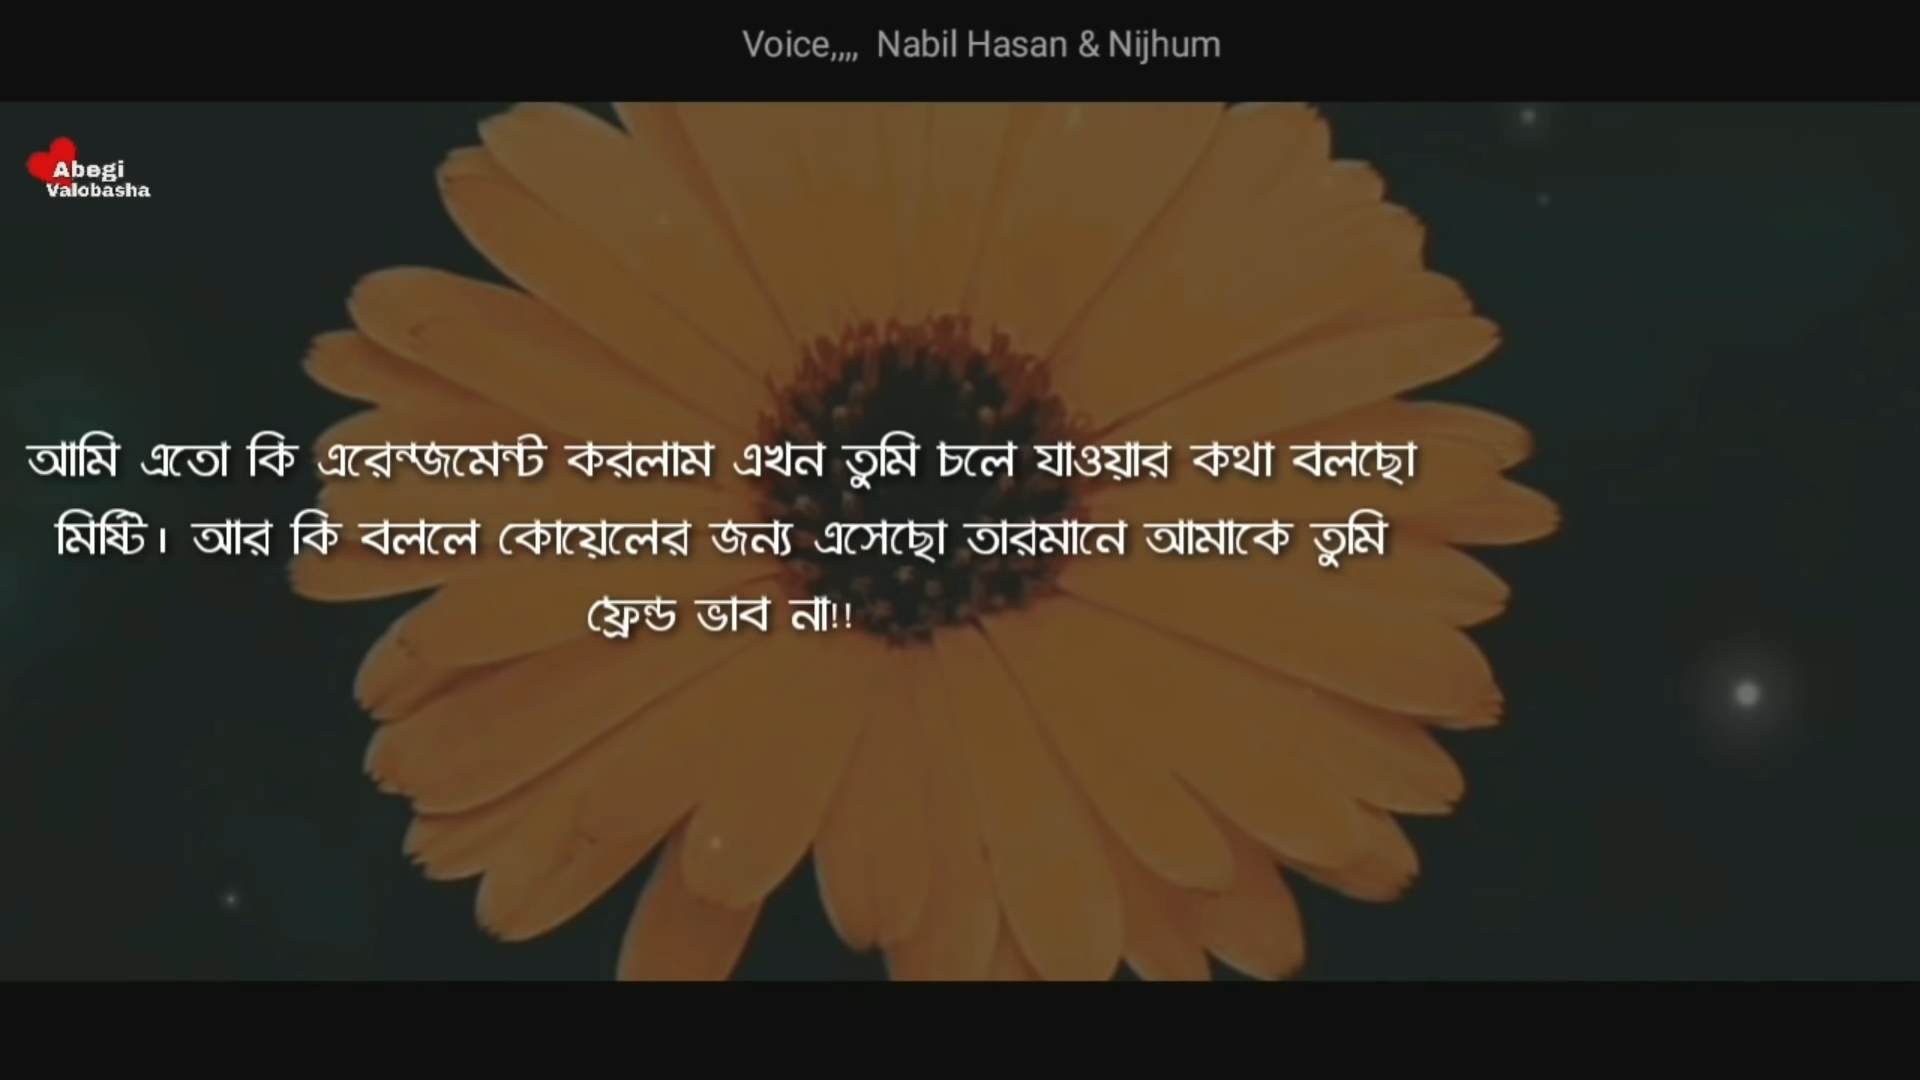 Voice,,,, Nabil Hasan & Nijhum
Abegi
Valobasha
আমি এতো কি এরেন্জমেন্ট করলাম এখন তুমি চলে যাওয়ার কথা বলছো
মিষ্টি। আর কি বললে কোয়েলের জন্য এসেছো তারমানে আমাকে তুমি
ফ্রেন্ড ভাব না!!